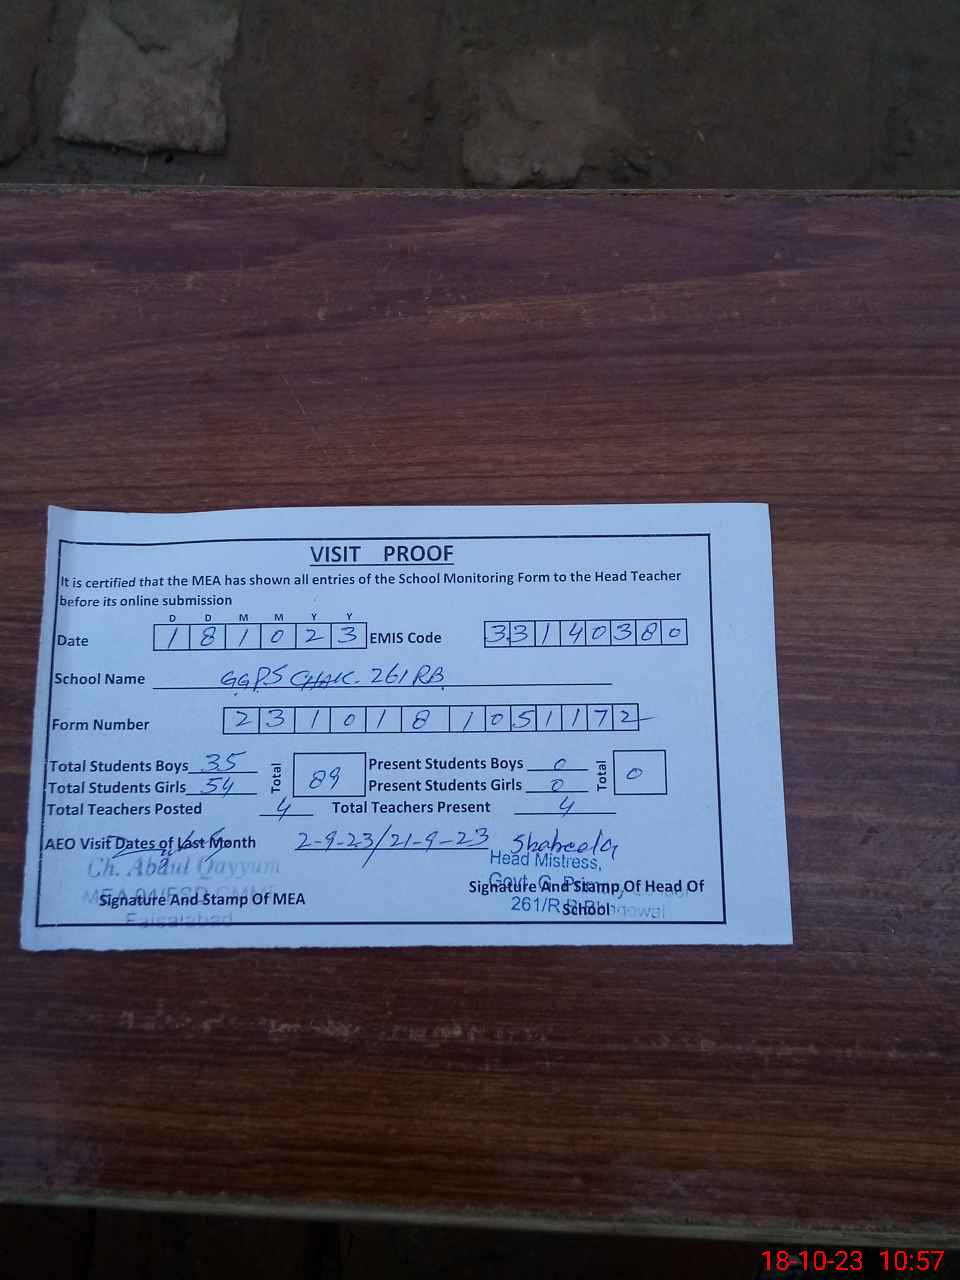 VISIT PROOF
It is certified that the MEA has shown all entries of the School Monitoring Form to the Head Teacher
before its online submission
D D M M Y Y
Date 1 8 1 0 2 3 EMIS Code 3 3 1 4 0 3 8 0
School Name GGPS CHAK. 261 RB
Form Number 2 3 1 0 1 8 1 0 5 1 1 7 2
Total Students Boys 35 Total 89 Present Students Boys 0 Total 0
Total Students Girls 54 Present Students Girls 0
Total Teachers Posted 4 Total Teachers Present 4
AEO Visit Dates of Last Month 2-9-23/21-9-23 Shaheela
Ch. Abdul Qayyum Head Mistress,
Signature And Stamp Of MEA Signature And Stamp Of Head Of
Faisalabad 261/R.B School
18-10-23 10:57